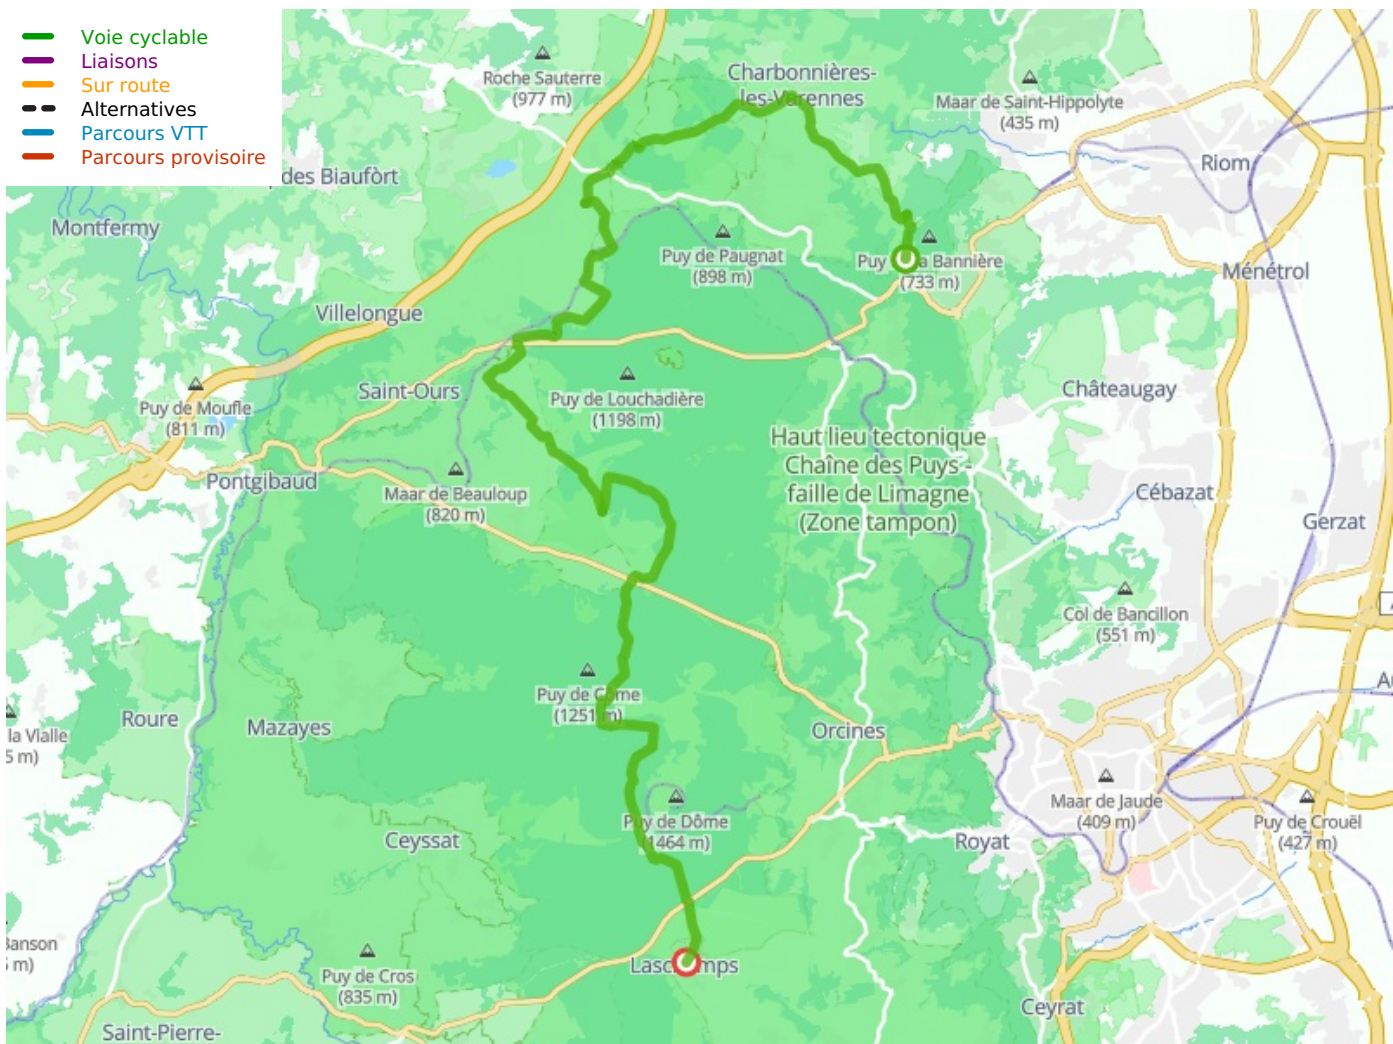 Voie cyclable
Liaisons
Sur route
Alternatives
Parcours VTT
Parcours provisoire
Roche Sauterre
(977 m)
Charbonnières-
les-Varennes
Maar de Saint-Hippolyte
(435 m)
Riom
des Biaufòrt
Montfermy
Puy de Paugnat
(898 m)
Puy
a Bannière
(733 m)
Ménétrol
Villelongue
Saint-Ours
Puy de Moufle
(811 m)
Puy de Louchadière
(1198 m)
Châteaugay
Haut lieu tectonique
Chaîne des Puys -
faille de Limagne
(Zone tampon)
Pontgibaud
Maar de Beauloup
(820 m)
Cébazat
Gerzat
Col de Bancillon
(551 m)
Puy de Côme
(1251 m)
Roure
la Vialle
5 m)
Mazayes
Orcines
Maar de Jaude
(409 m)
Puy de Crouël
(427 m)
Puy de Dôme
(1464 m)
Ceyssat
Royat
Banson
m)
Puy de Cros
(835 m)
Laschamps
Ceyrat
Saint-Pierre-